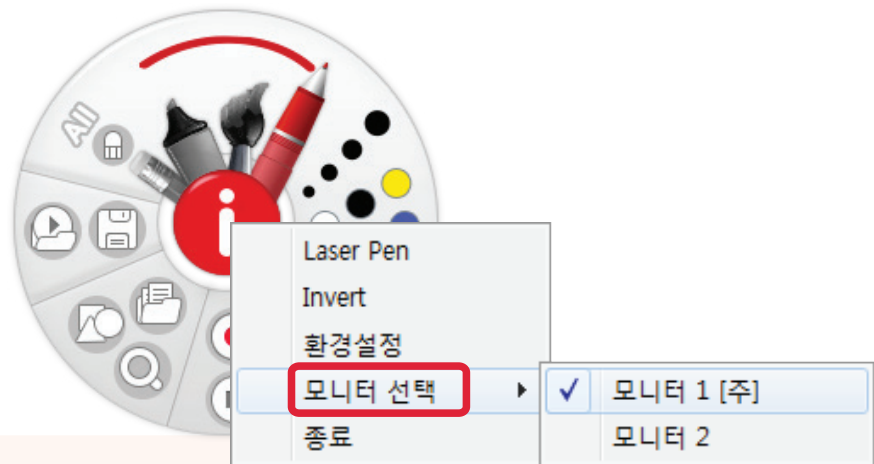 All
Laser Pen
Invert
환경설정
모니터 선택
✓ 모니터 1 [주]
종료
모니터 2